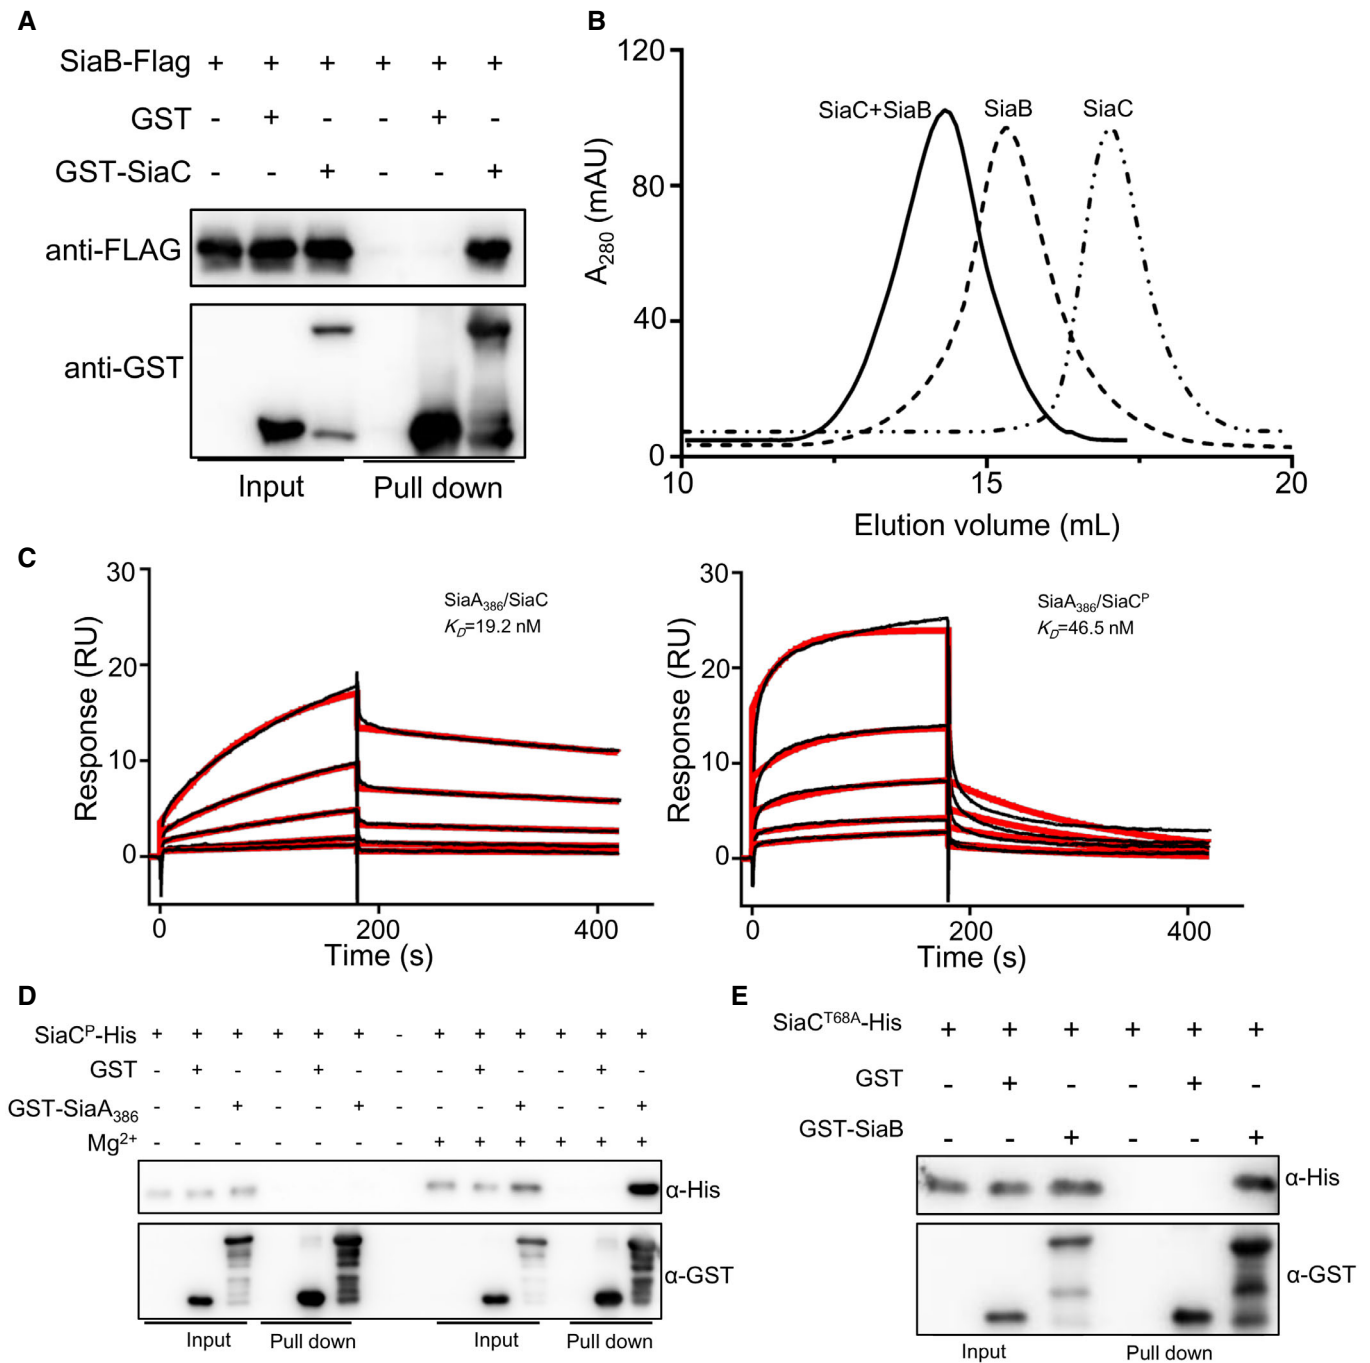 A
SiaB-Flag + + + + + +
GST - + - - + -
GST-SiaC - - + - - +
anti-FLAG
anti-GST
Input Pull down
B
120
80
40
0
A280 (mAU)
SiaC+SiaB SiaB SiaC
10 15 20
Elution volume (mL)
C
30
20
10
0
Response (RU)
SiaA386/SiaC
KD=19.2 nM
0 200 400
Time (s)
30
20
10
0
Response (RU)
SiaA386/SiaCP
KD=46.5 nM
0 200 400
Time (s)
D
SiaCP-His + + + + + + - + + + + + +
GST - + - - + - - - + - - + -
GST-SiaA386 - - + - - + - - - + - - +
Mg2+ - - - - - - - + + + + + +
α-His
α-GST
Input Pull down Input Pull down
E
SiaCT68A-His + + + + + +
GST - + - - + -
GST-SiaB - - + - - +
α-His
α-GST
Input Pull down